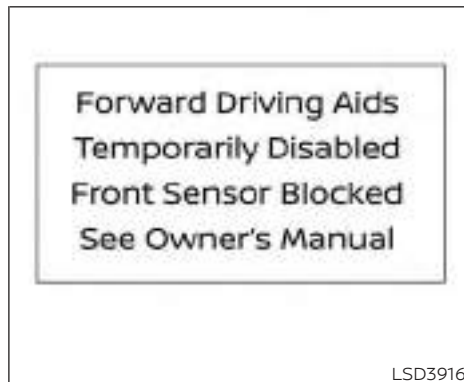 Forward Driving Aids
Temporarily Disabled
Front Sensor Blocked
See Owner's Manual
LSD3916